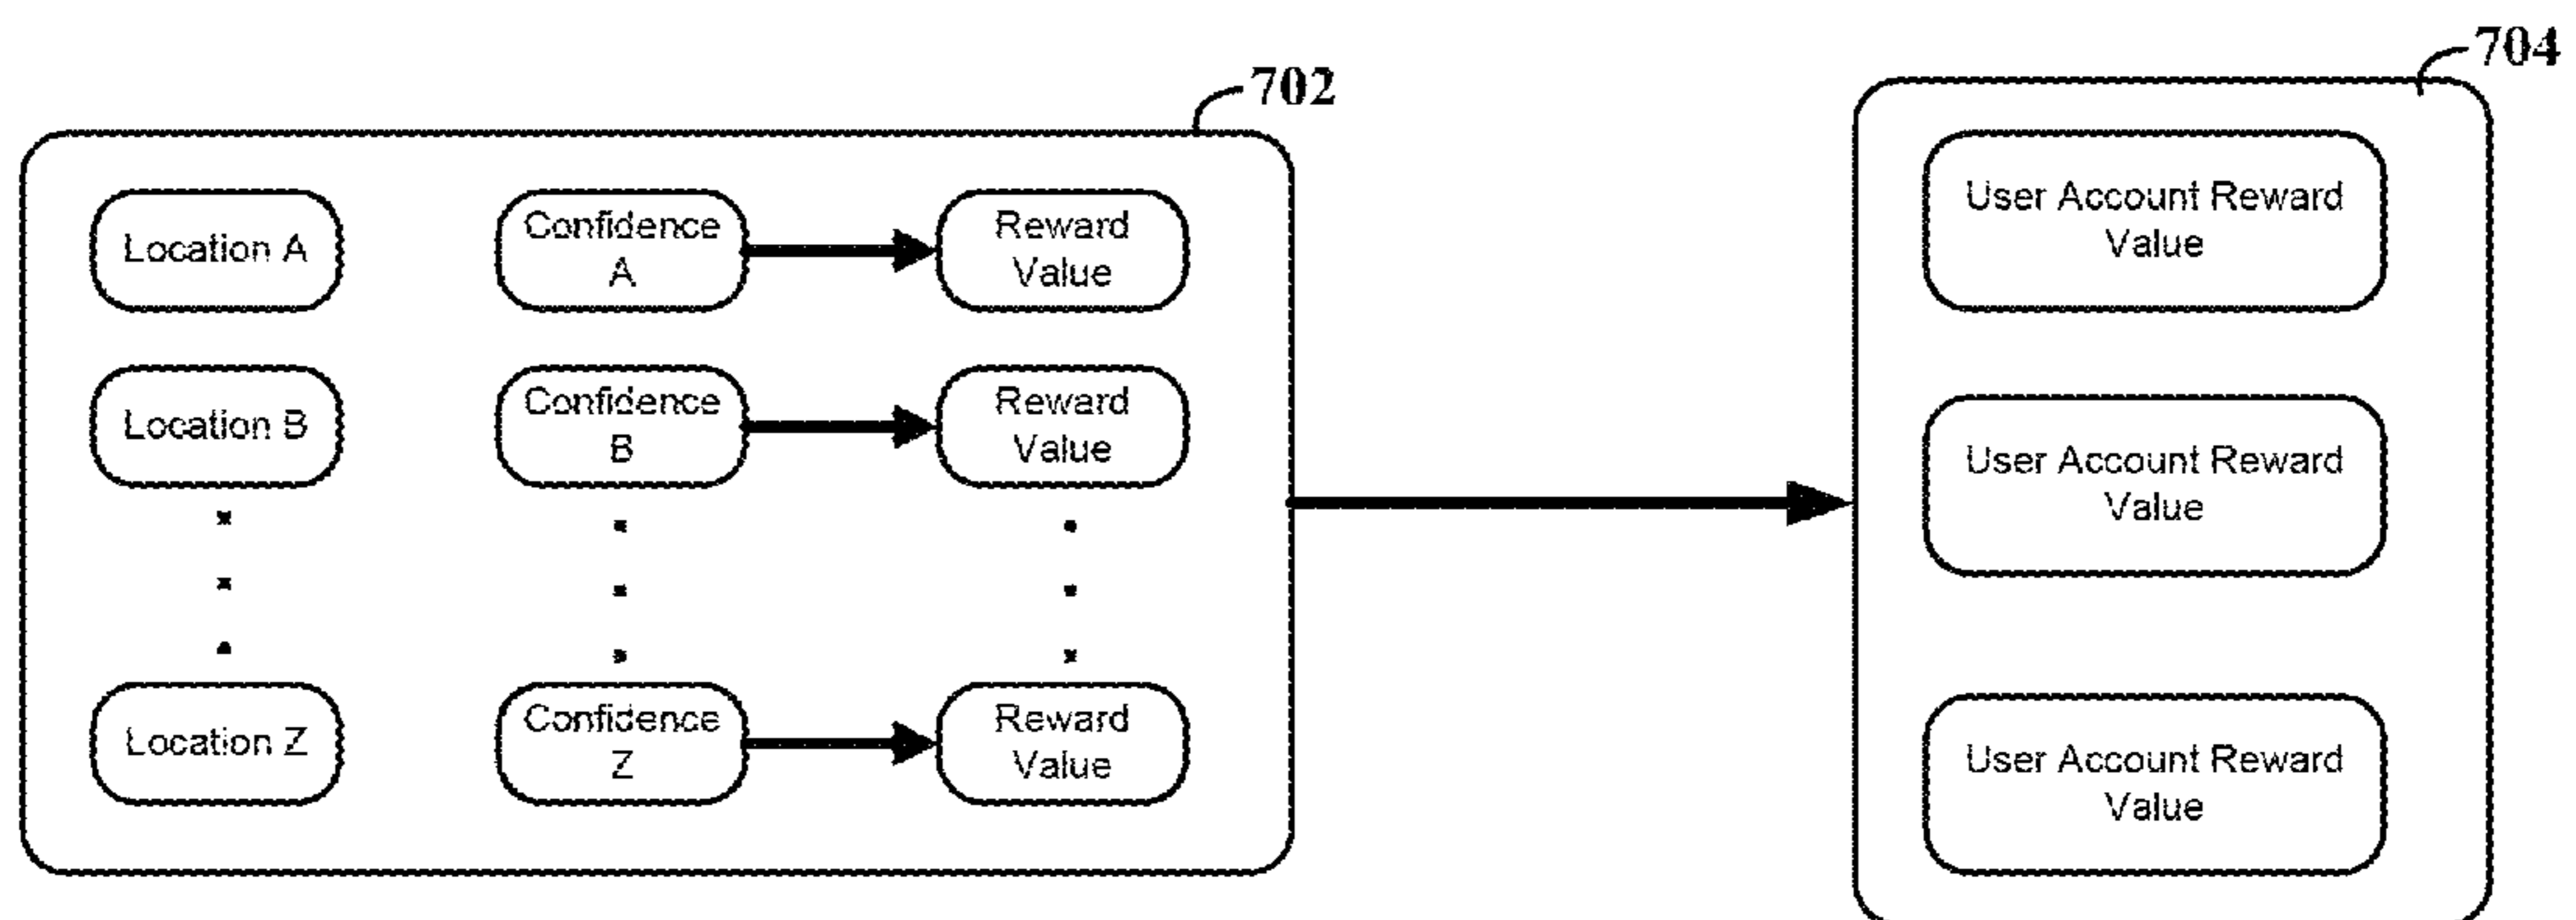 702
704
Location A
Confidence
A
Reward
Value
Location B
Confidence
B
Reward
Value
Location Z
Confidence
Z
Reward
Value
User Account Reward
Value
User Account Reward
Value
User Account Reward
Value